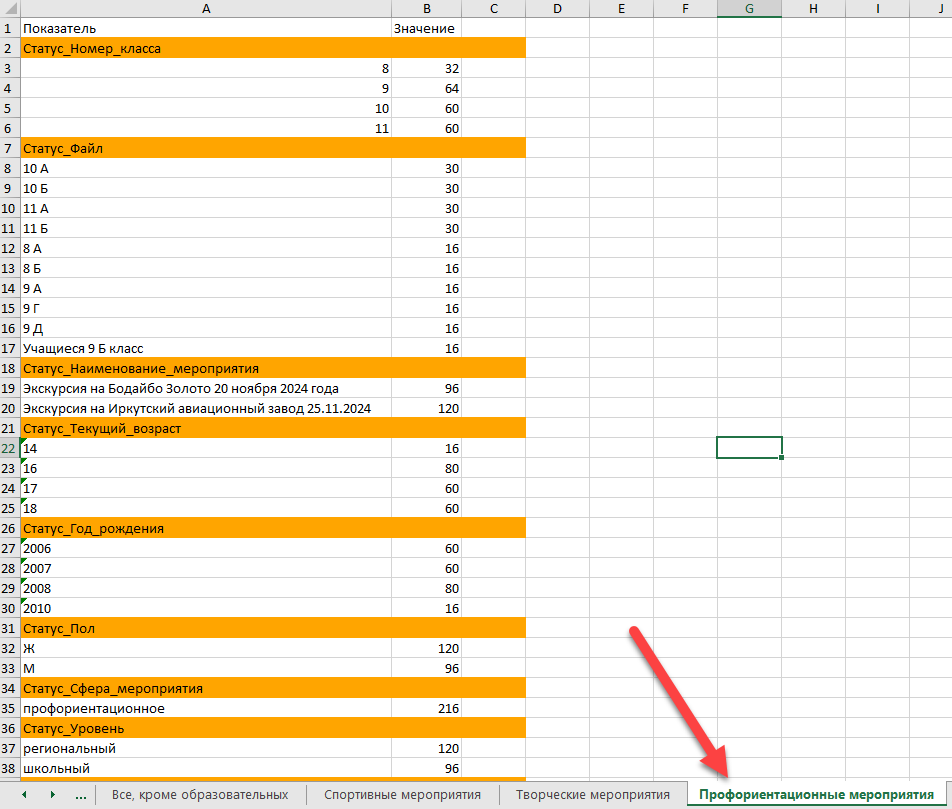 A B C D E F G H I J
1 Показатель Значение
2 Статус_Номер_класса
3 8 32
4 9 64
5 10 60
6 11 60
7 Статус_Файл
8 10 А 30
9 10 Б 30
10 11 А 30
11 11 Б 30
12 8 А 16
13 8 Б 16
14 9 А 16
15 9 Г 16
16 9 Д 16
17 Учащиеся 9 Б класс 16
18 Статус_Наименование_мероприятия
19 Экскурсия на Бодайбо Золото 20 ноября 2024 года 96
20 Экскурсия на Иркутский авиационный завод 25.11.2024 120
21 Статус_Текущий_возраст
22 14 16
23 16 80
24 17 60
25 18 60
26 Статус_Год_рождения
27 2006 60
28 2007 60
29 2008 80
30 2010 16
31 Статус_Пол
32 Ж 120
33 М 96
34 Статус_Сфера_мероприятия
35 профориентационное 216
36 Статус_Уровень
37 региональный 120
38 школьный 96
... Все, кроме образовательных Спортивные мероприятия Творческие мероприятия Профориентационные мероприятия